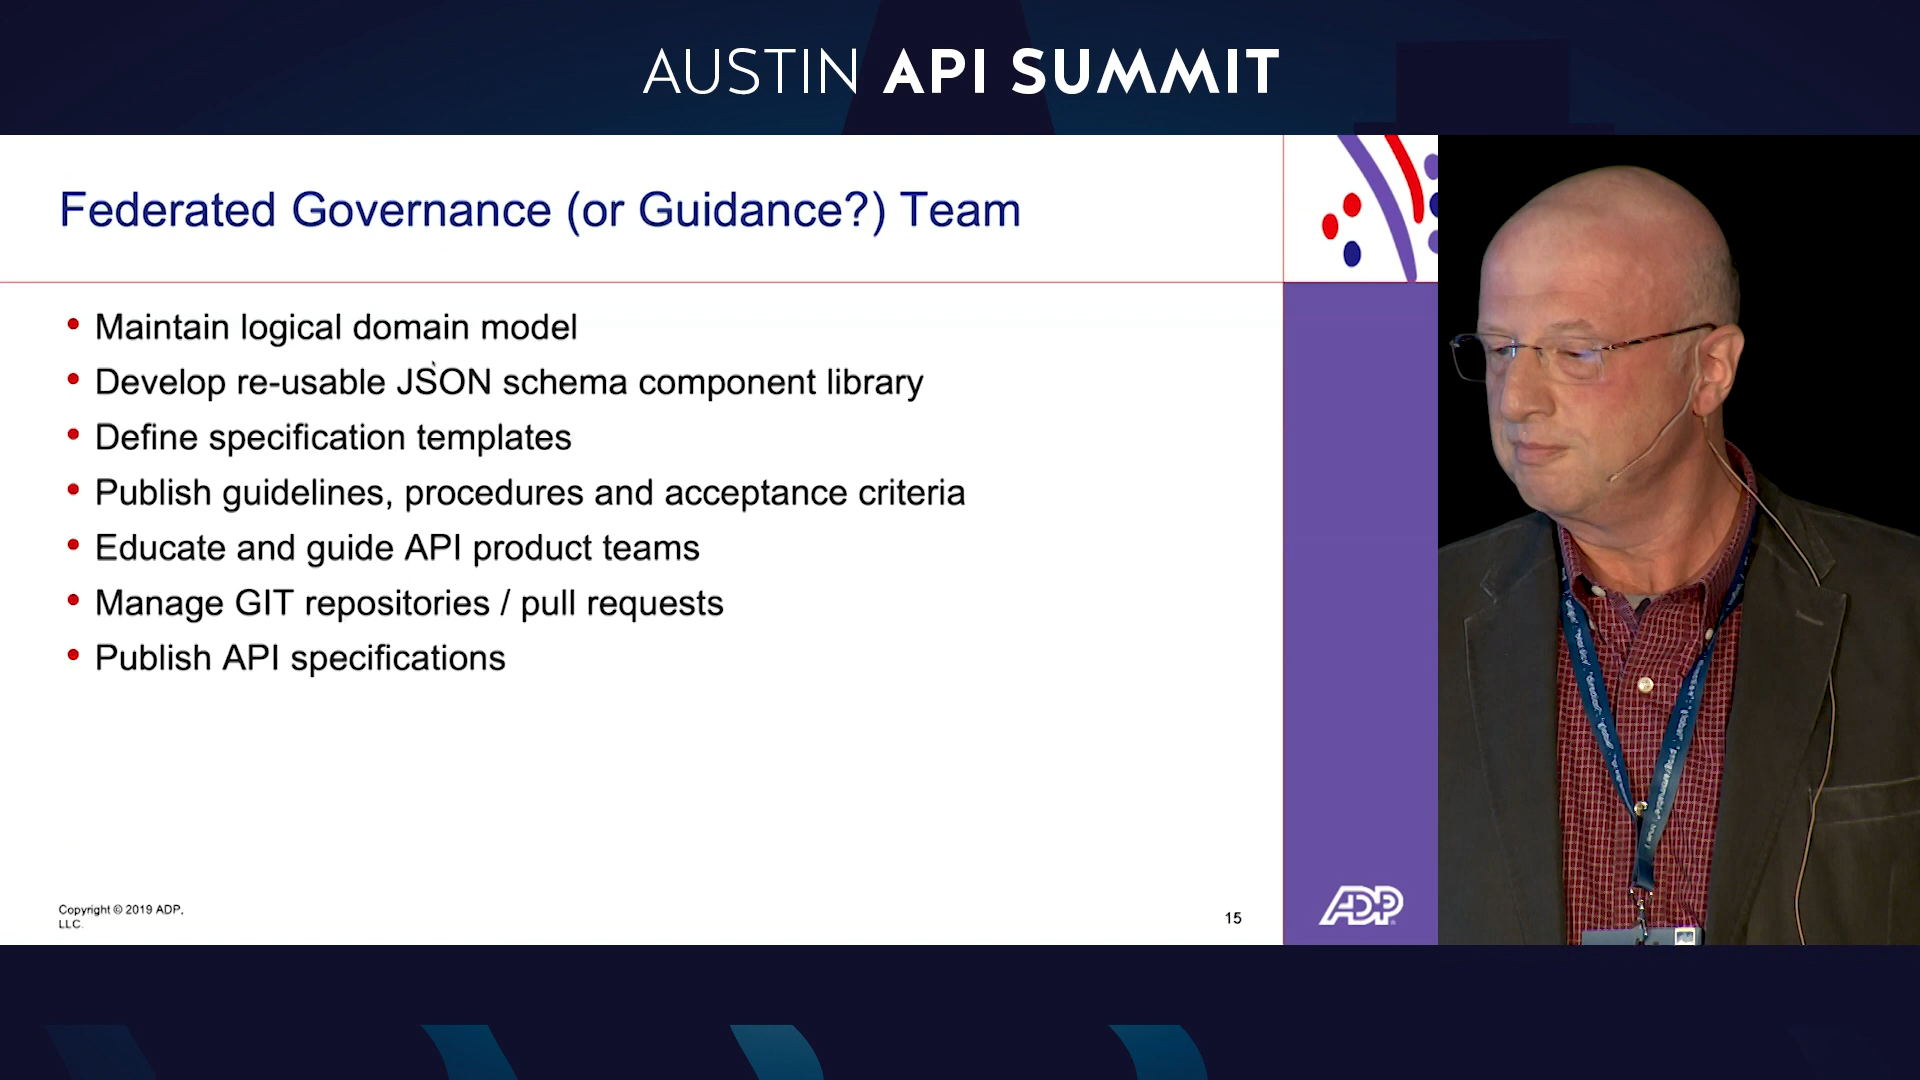 AUSTIN API SUMMIT
Federated Governance (or Guidance?) Team
• Maintain logical domain model
• Develop re-usable JSON schema component library
• Define specification templates
• Publish guidelines, procedures and acceptance criteria
• Educate and guide API product teams
• Manage GIT repositories / pull requests
• Publish API specifications
Copyright © 2019 ADP,
LLC.
15
ADP